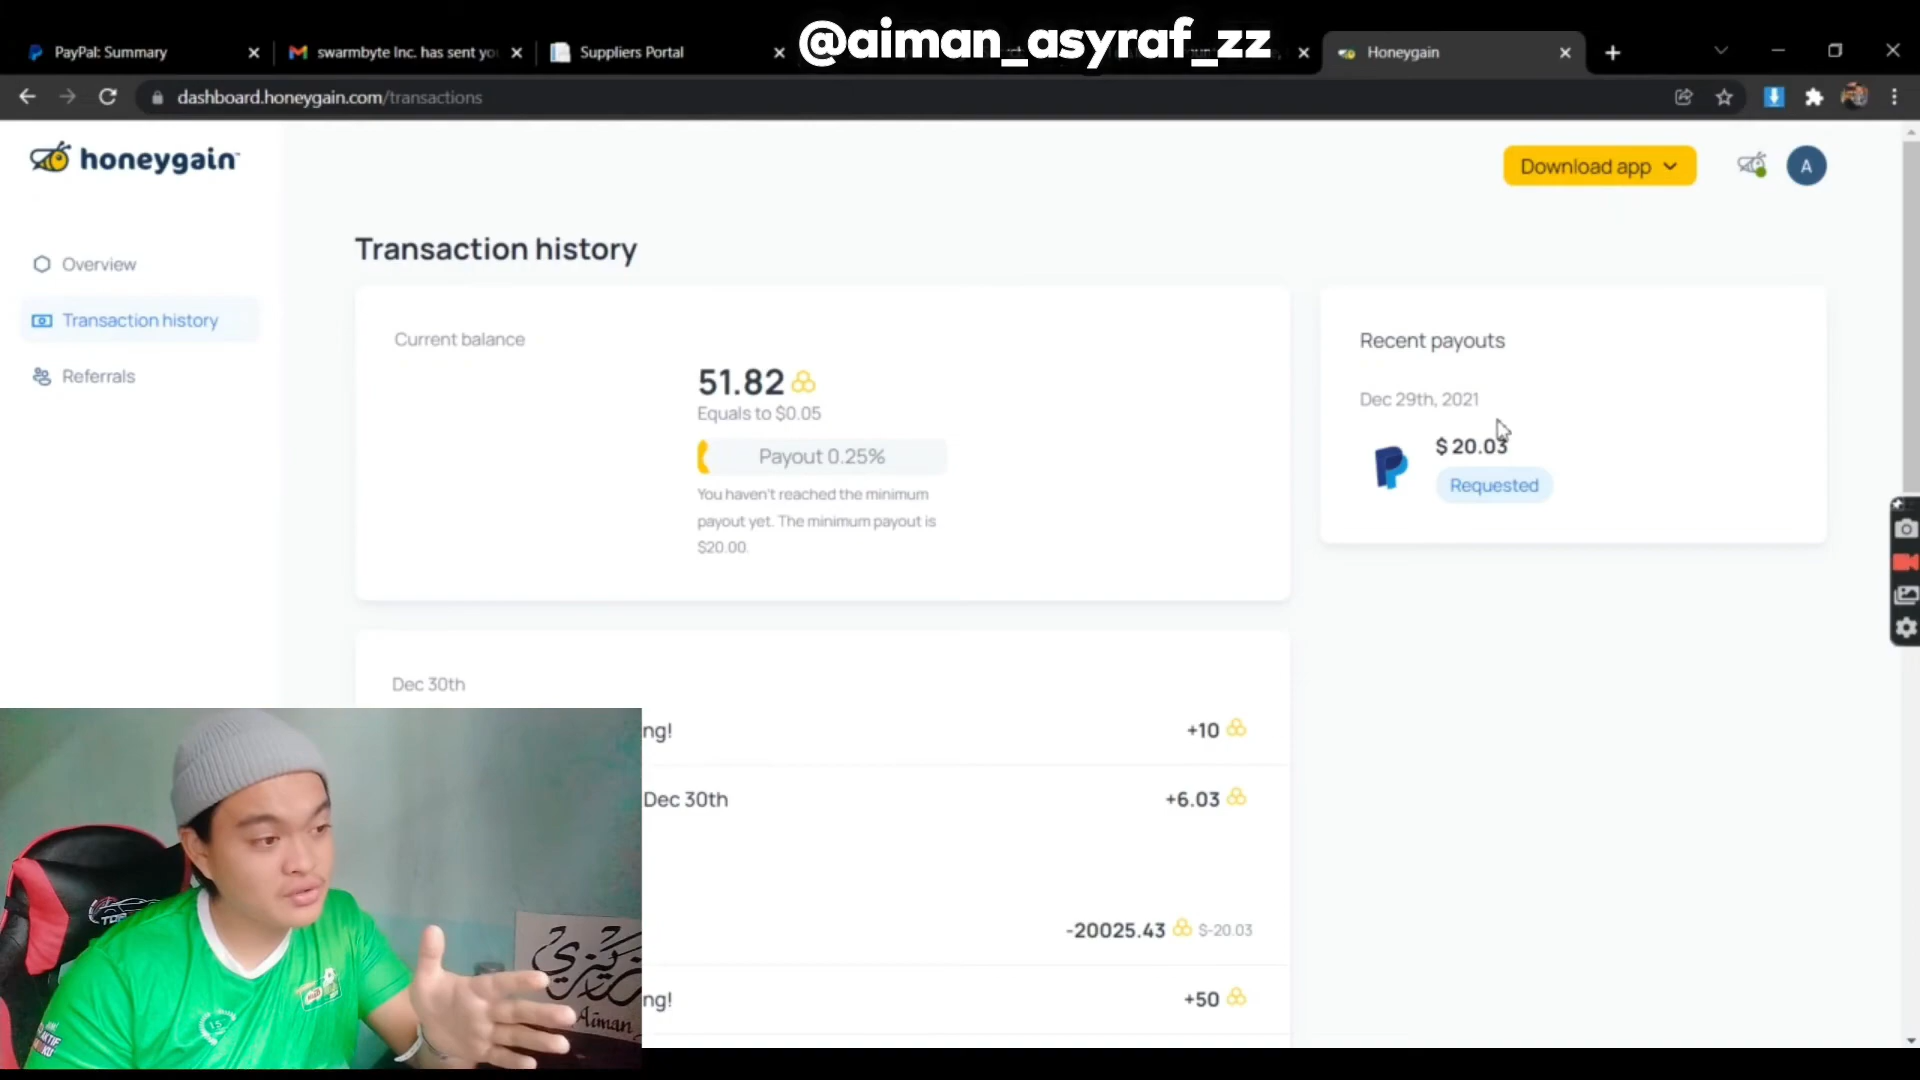 @aiman_asyraf_zz
PayPal: Summary
swarmbyte Inc. has sent yo
Suppliers Portal
Honeygain
dashboard.honeygain.com/transactions
honeygain
Download app
A
Overview
Transaction history
Referrals
Transaction history
Current balance
51.82
Equals to $0.05
Payout 0.25%
You haven't reached the minimum
payout yet. The minimum payout is
$20.00.
Recent payouts
Dec 29th, 2021
$ 20.03
Requested
Dec 30th
ng!
+10
Dec 30th
+6.03
-20025.43
$-20.03
ng!
+50
Aiman